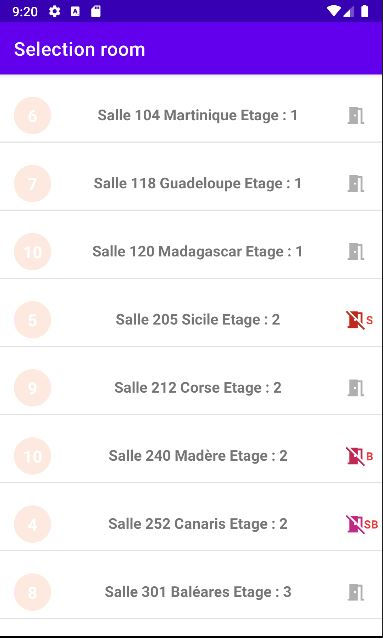 9:20
Selection room
6 Salle 104 Martinique Etage : 1
7 Salle 118 Guadeloupe Etage : 1
10 Salle 120 Madagascar Etage : 1
5 Salle 205 Sicile Etage : 2 S
9 Salle 212 Corse Etage : 2
10 Salle 240 Madère Etage : 2 B
4 Salle 252 Canaris Etage : 2 SB
8 Salle 301 Baléares Etage : 3